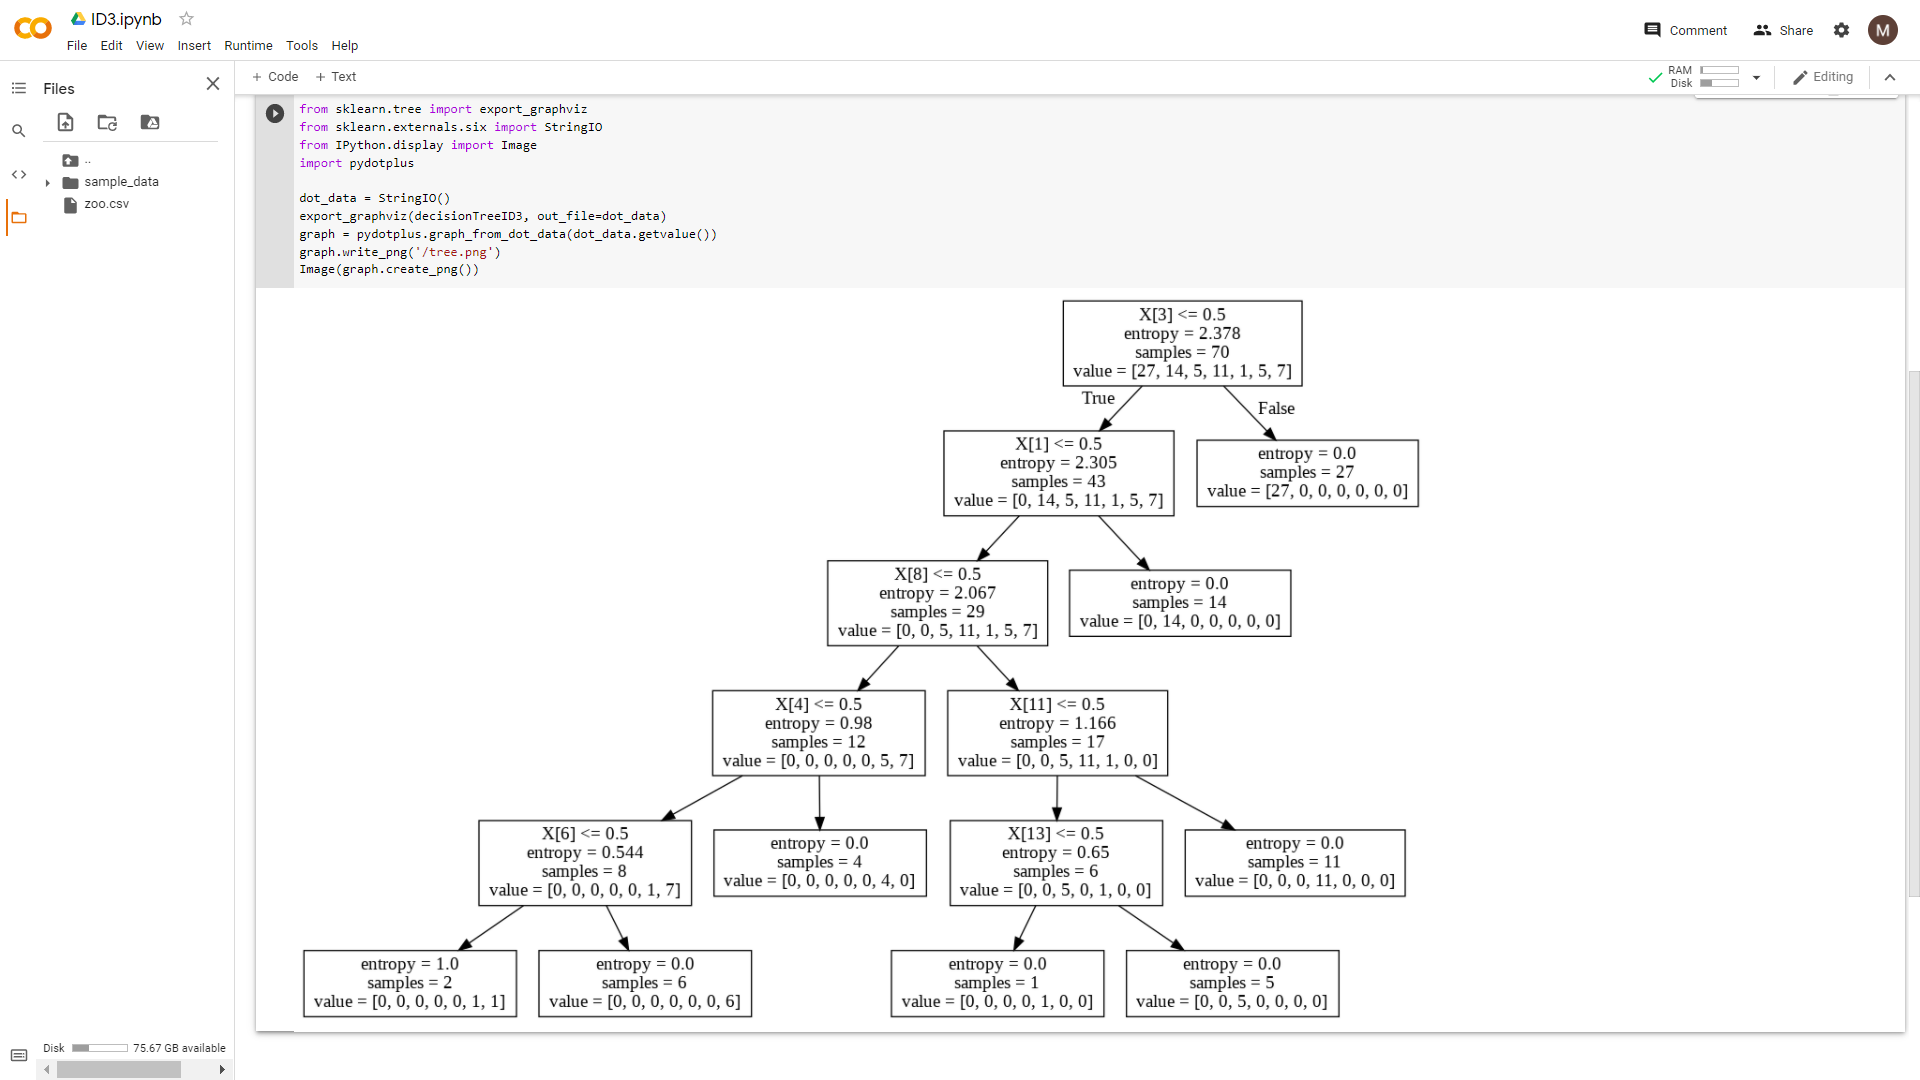 ID3.ipynb
File Edit View Insert Runtime Tools Help
Comment
Share
M
Files
+ Code + Text
RAM
Disk
Editing
..
sample_data
zoo.csv
from sklearn.tree import export_graphviz
from sklearn.externals.six import StringIO
from IPython.display import Image
import pydotplus
dot_data = StringIO()
export_graphviz(decisionTreeID3, out_file=dot_data)
graph = pydotplus.graph_from_dot_data(dot_data.getvalue())
graph.write_png('/tree.png')
Image(graph.create_png())
X[3] <= 0.5
entropy = 2.378
samples = 70
value = [27, 14, 5, 11, 1, 5, 7]
True
False
X[1] <= 0.5
entropy = 2.305
samples = 43
value = [0, 14, 5, 11, 1, 5, 7]
entropy = 0.0
samples = 27
value = [27, 0, 0, 0, 0, 0, 0]
X[8] <= 0.5
entropy = 2.067
samples = 29
value = [0, 0, 5, 11, 1, 5, 7]
entropy = 0.0
samples = 14
value = [0, 14, 0, 0, 0, 0, 0]
X[4] <= 0.5
entropy = 0.98
samples = 12
value = [0, 0, 0, 0, 0, 5, 7]
X[11] <= 0.5
entropy = 1.166
samples = 17
value = [0, 0, 5, 11, 1, 0, 0]
X[6] <= 0.5
entropy = 0.544
samples = 8
value = [0, 0, 0, 0, 0, 1, 7]
entropy = 0.0
samples = 4
value = [0, 0, 0, 0, 0, 4, 0]
X[13] <= 0.5
entropy = 0.65
samples = 6
value = [0, 0, 5, 0, 1, 0, 0]
entropy = 0.0
samples = 11
value = [0, 0, 0, 11, 0, 0, 0]
entropy = 1.0
samples = 2
value = [0, 0, 0, 0, 0, 1, 1]
entropy = 0.0
samples = 6
value = [0, 0, 0, 0, 0, 0, 6]
entropy = 0.0
samples = 1
value = [0, 0, 0, 0, 1, 0, 0]
entropy = 0.0
samples = 5
value = [0, 0, 5, 0, 0, 0, 0]
Disk 75.67 GB available